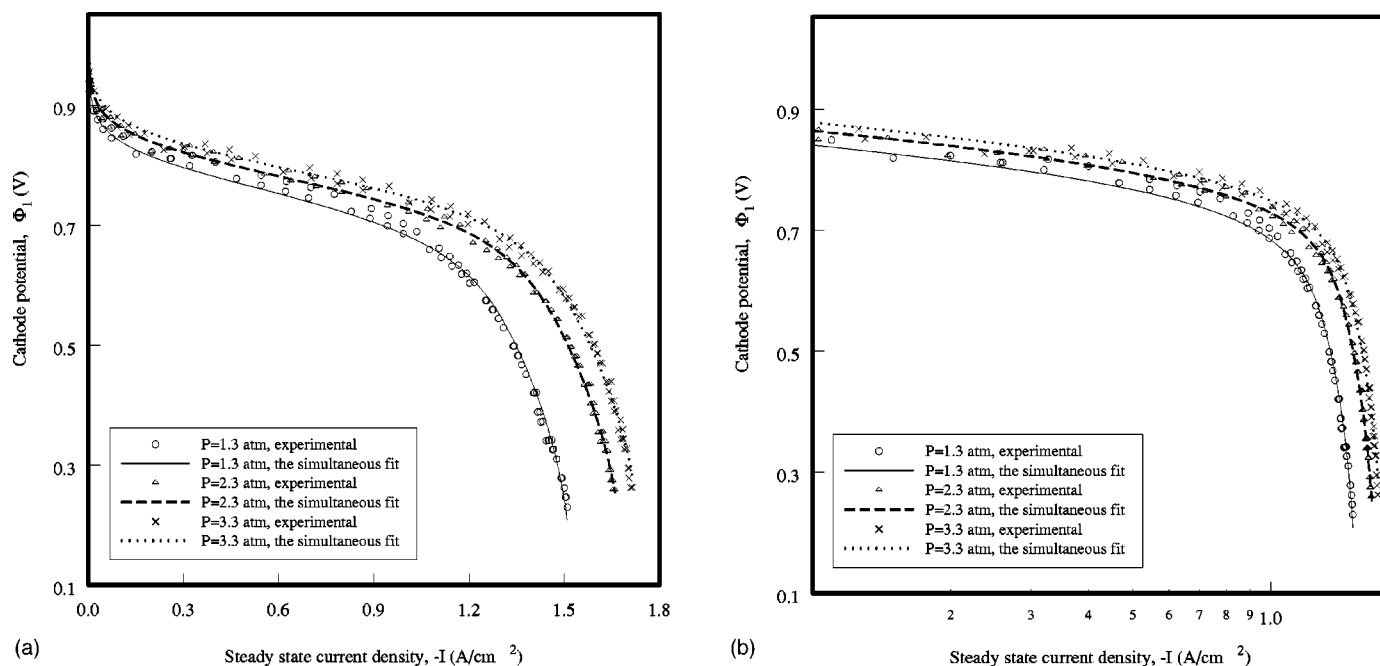 0.9
0.7
0.5
0.3
0.1
Cathode potential, Φ1 (V)
P=1.3 atm, experimental
P=1.3 atm, the simultaneous fit
P=2.3 atm, experimental
P=2.3 atm, the simultaneous fit
P=3.3 atm, experimental
P=3.3 atm, the simultaneous fit
0.0 0.3 0.6 0.9 1.2 1.5 1.8
(a)
Steady state current density, -I (A/cm 2)
0.9
0.7
0.5
0.3
0.1
Cathode potential, Φ1 (V)
P=1.3 atm, experimental
P=1.3 atm, the simultaneous fit
P=2.3 atm, experimental
P=2.3 atm, the simultaneous fit
P=3.3 atm, experimental
P=3.3 atm, the simultaneous fit
2 3 4 5 6 7 8 9 1.0
(b)
Steady state current density, -I (A/cm 2)